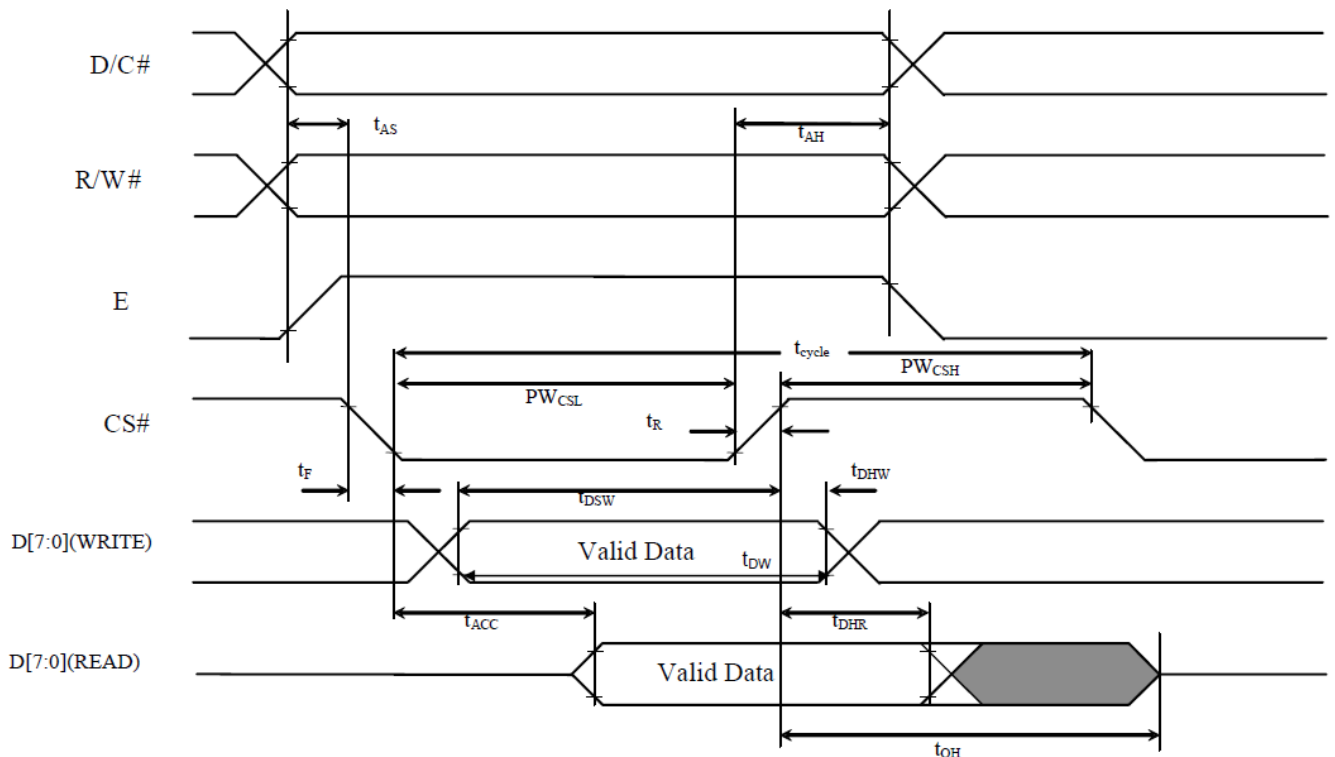 D/C#
tAS
tAH
R/W#
E
tcycle
PWCSH
PWCSL
CS#
tR
tF
tDSW
tDHW
D[7:0](WRITE)
Valid Data
tDW
tACC
tDHR
D[7:0](READ)
Valid Data
tOH